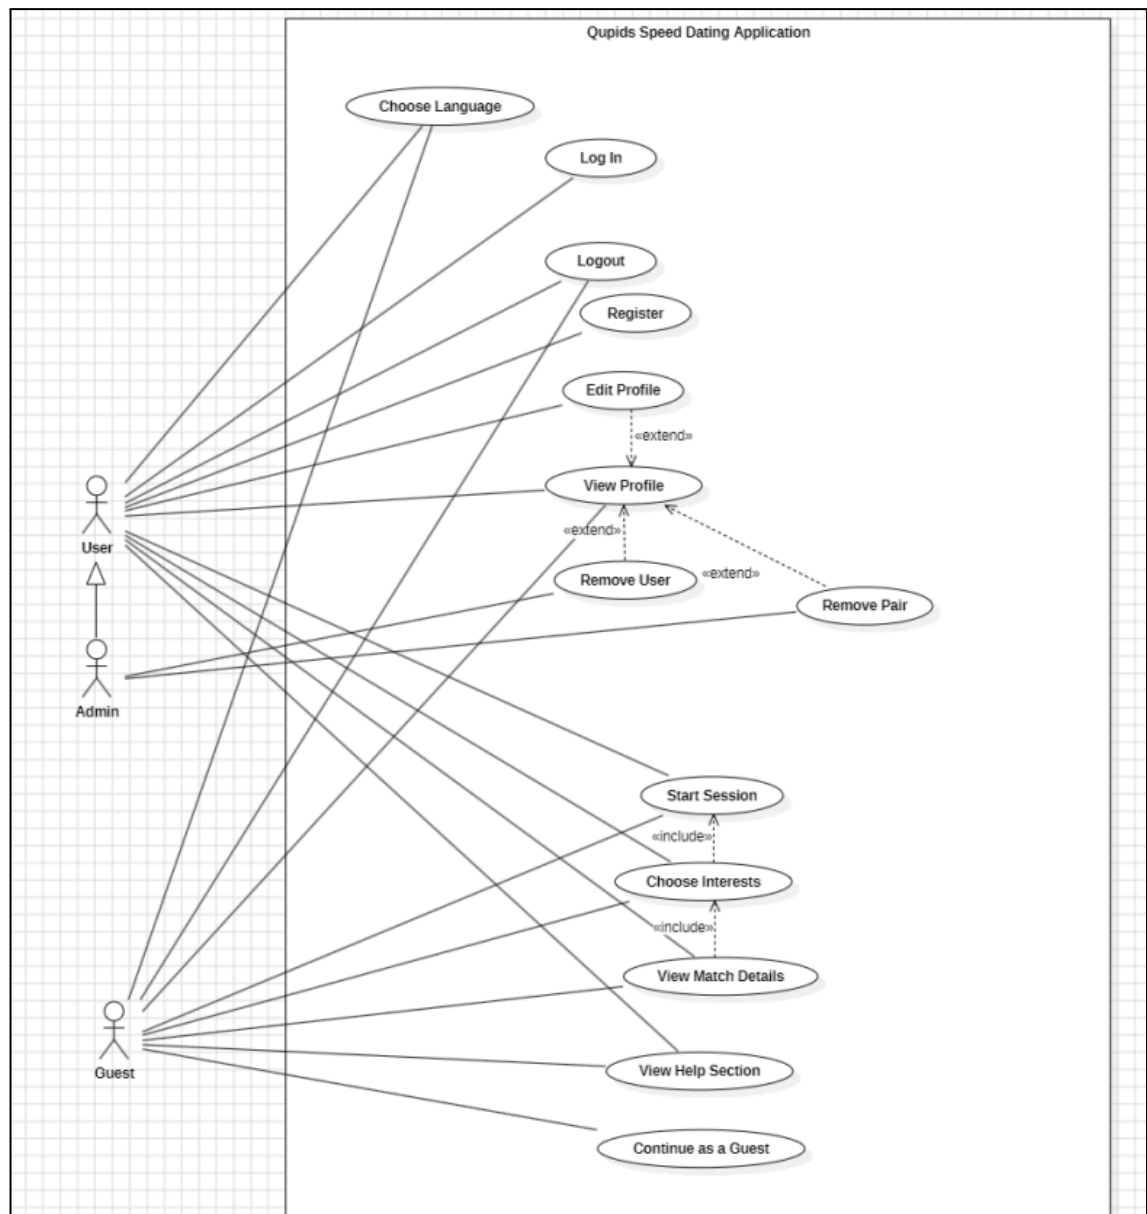 Qupids Speed Dating Application
Choose Language
Log In
Logout
Register
Edit Profile
«extend»
View Profile
User
«extend»
Remove User
«extend»
Remove Pair
Admin
Start Session
«include»
Choose Interests
«include»
View Match Details
Guest
View Help Section
Continue as a Guest